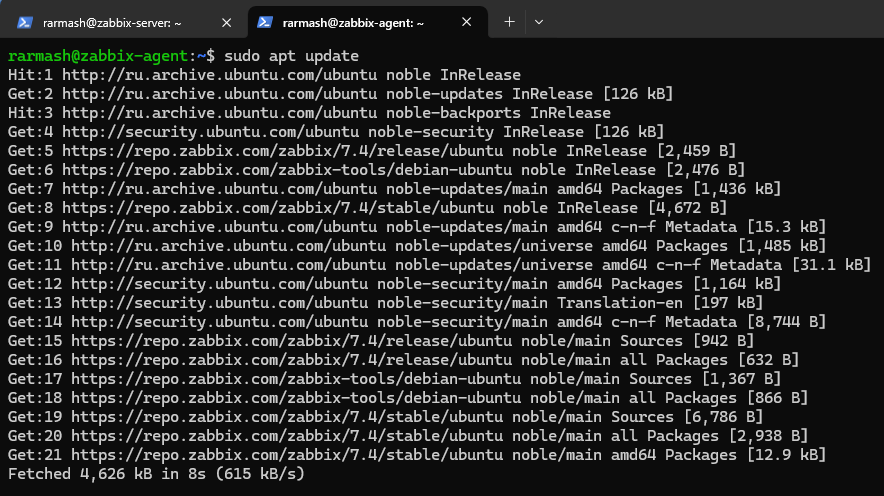 rarmash@zabbix-server: ~
rarmash@zabbix-agent: ~
rarmash@zabbix-agent:~$ sudo apt update
Hit:1 http://ru.archive.ubuntu.com/ubuntu noble InRelease
Get:2 http://ru.archive.ubuntu.com/ubuntu noble-updates InRelease [126 kB]
Hit:3 http://ru.archive.ubuntu.com/ubuntu noble-backports InRelease
Get:4 http://security.ubuntu.com/ubuntu noble-security InRelease [126 kB]
Get:5 https://repo.zabbix.com/zabbix/7.4/release/ubuntu noble InRelease [2,459 B]
Get:6 https://repo.zabbix.com/zabbix-tools/debian-ubuntu noble InRelease [2,476 B]
Get:7 http://ru.archive.ubuntu.com/ubuntu noble-updates/main amd64 Packages [1,436 kB]
Get:8 https://repo.zabbix.com/zabbix/7.4/stable/ubuntu noble InRelease [4,672 B]
Get:9 http://ru.archive.ubuntu.com/ubuntu noble-updates/main amd64 c-n-f Metadata [15.3 kB]
Get:10 http://ru.archive.ubuntu.com/ubuntu noble-updates/universe amd64 Packages [1,485 kB]
Get:11 http://ru.archive.ubuntu.com/ubuntu noble-updates/universe amd64 c-n-f Metadata [31.1 kB]
Get:12 http://security.ubuntu.com/ubuntu noble-security/main amd64 Packages [1,164 kB]
Get:13 http://security.ubuntu.com/ubuntu noble-security/main Translation-en [197 kB]
Get:14 http://security.ubuntu.com/ubuntu noble-security/main amd64 c-n-f Metadata [8,744 B]
Get:15 https://repo.zabbix.com/zabbix/7.4/release/ubuntu noble/main Sources [942 B]
Get:16 https://repo.zabbix.com/zabbix/7.4/release/ubuntu noble/main all Packages [632 B]
Get:17 https://repo.zabbix.com/zabbix-tools/debian-ubuntu noble/main Sources [1,367 B]
Get:18 https://repo.zabbix.com/zabbix-tools/debian-ubuntu noble/main all Packages [866 B]
Get:19 https://repo.zabbix.com/zabbix/7.4/stable/ubuntu noble/main Sources [6,786 B]
Get:20 https://repo.zabbix.com/zabbix/7.4/stable/ubuntu noble/main all Packages [2,938 B]
Get:21 https://repo.zabbix.com/zabbix/7.4/stable/ubuntu noble/main amd64 Packages [12.9 kB]
Fetched 4,626 kB in 8s (615 kB/s)